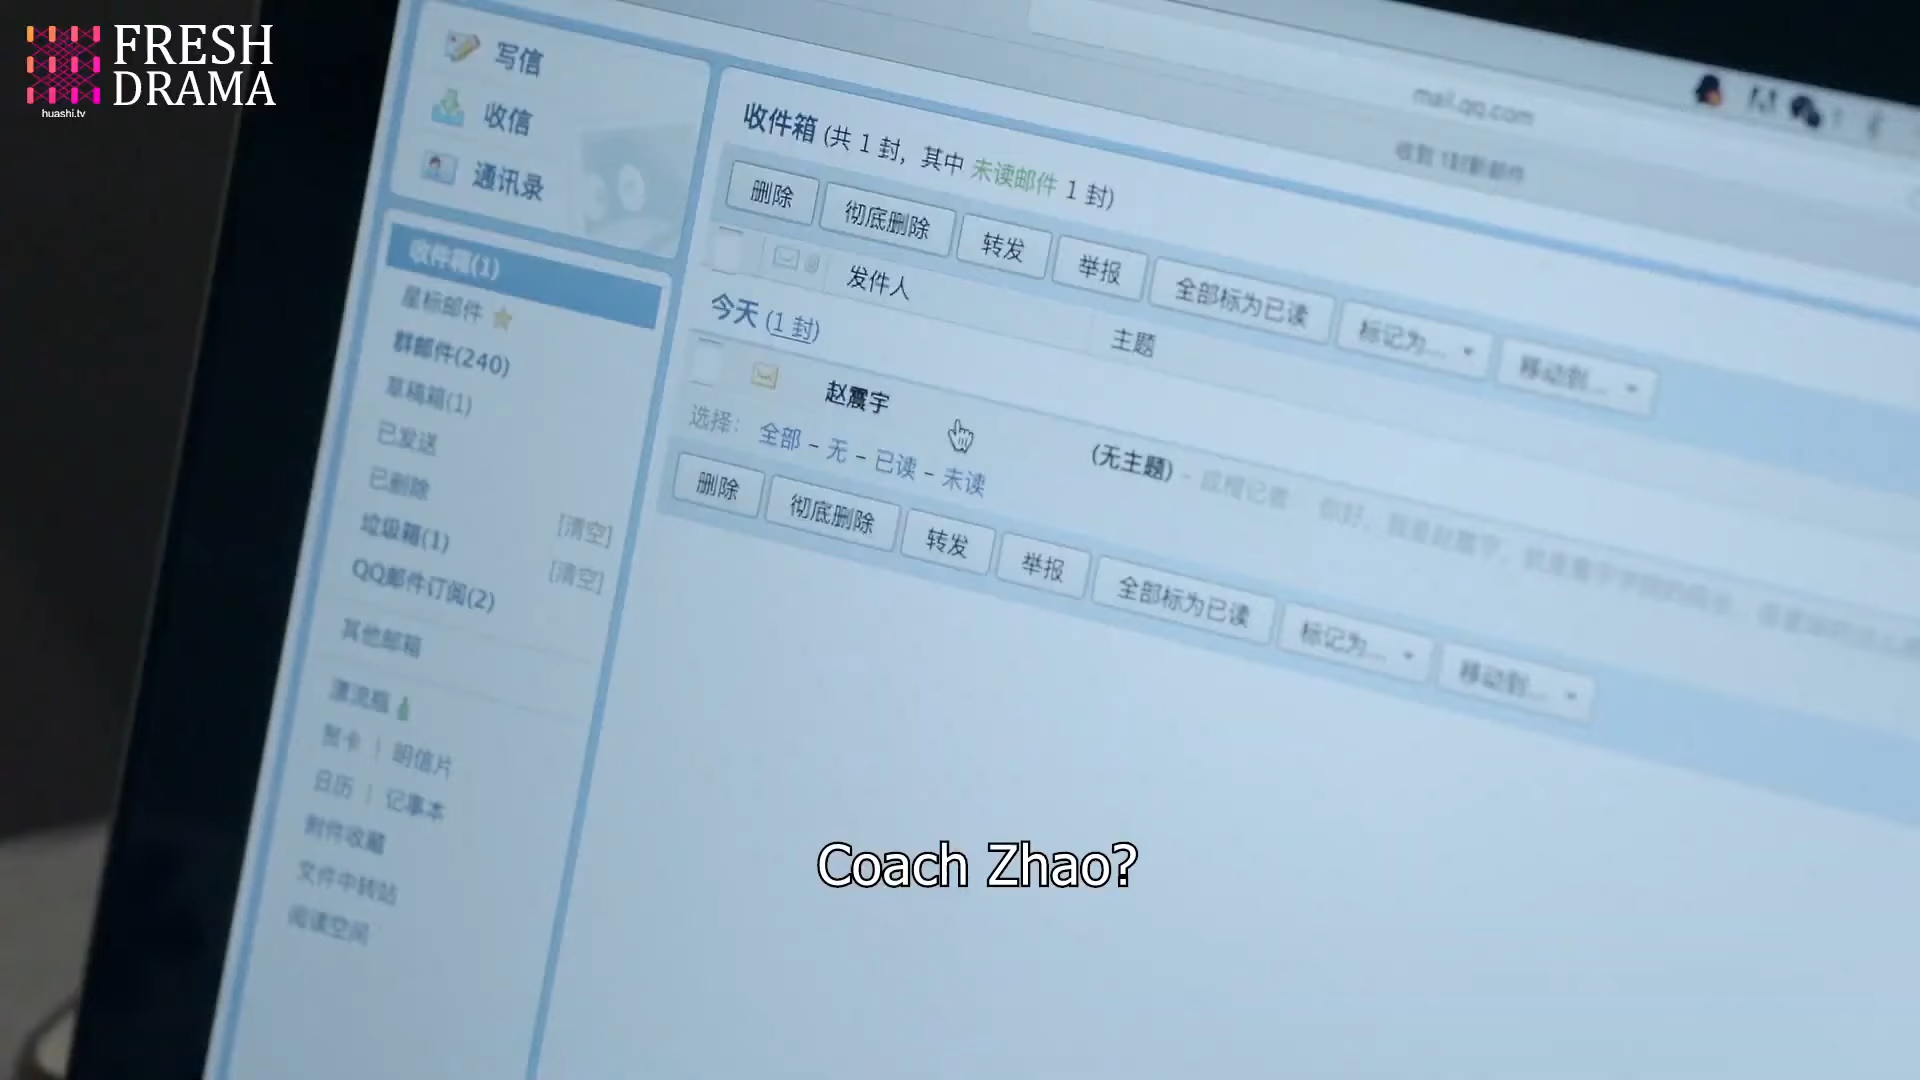 FRESH
DRAMA
huashi.tv
写信
收信
通讯录
收件箱(1)
星标邮件
群邮件(240)
草稿箱(1)
已发送
已删除
垃圾箱(1) [清空]
[清空]
QQ邮件订阅(2)
其他邮箱
漂流瓶
贺卡 | 明信片
日历 | 记事本
附件收藏
文件中转站
阅读空间
mail.qq.com
收件箱 (共 1 封, 其中 未读邮件 1 封)
删除 彻底删除 转发 举报 全部标为已读 标记为... 移动到...
发件人 主题
今天 (1 封)
赵震宇 (无主题) -
选择: 全部 - 无 - 已读 - 未读
删除 彻底删除 转发 举报 全部标为已读 标记为... 移动到...
Coach Zhao?